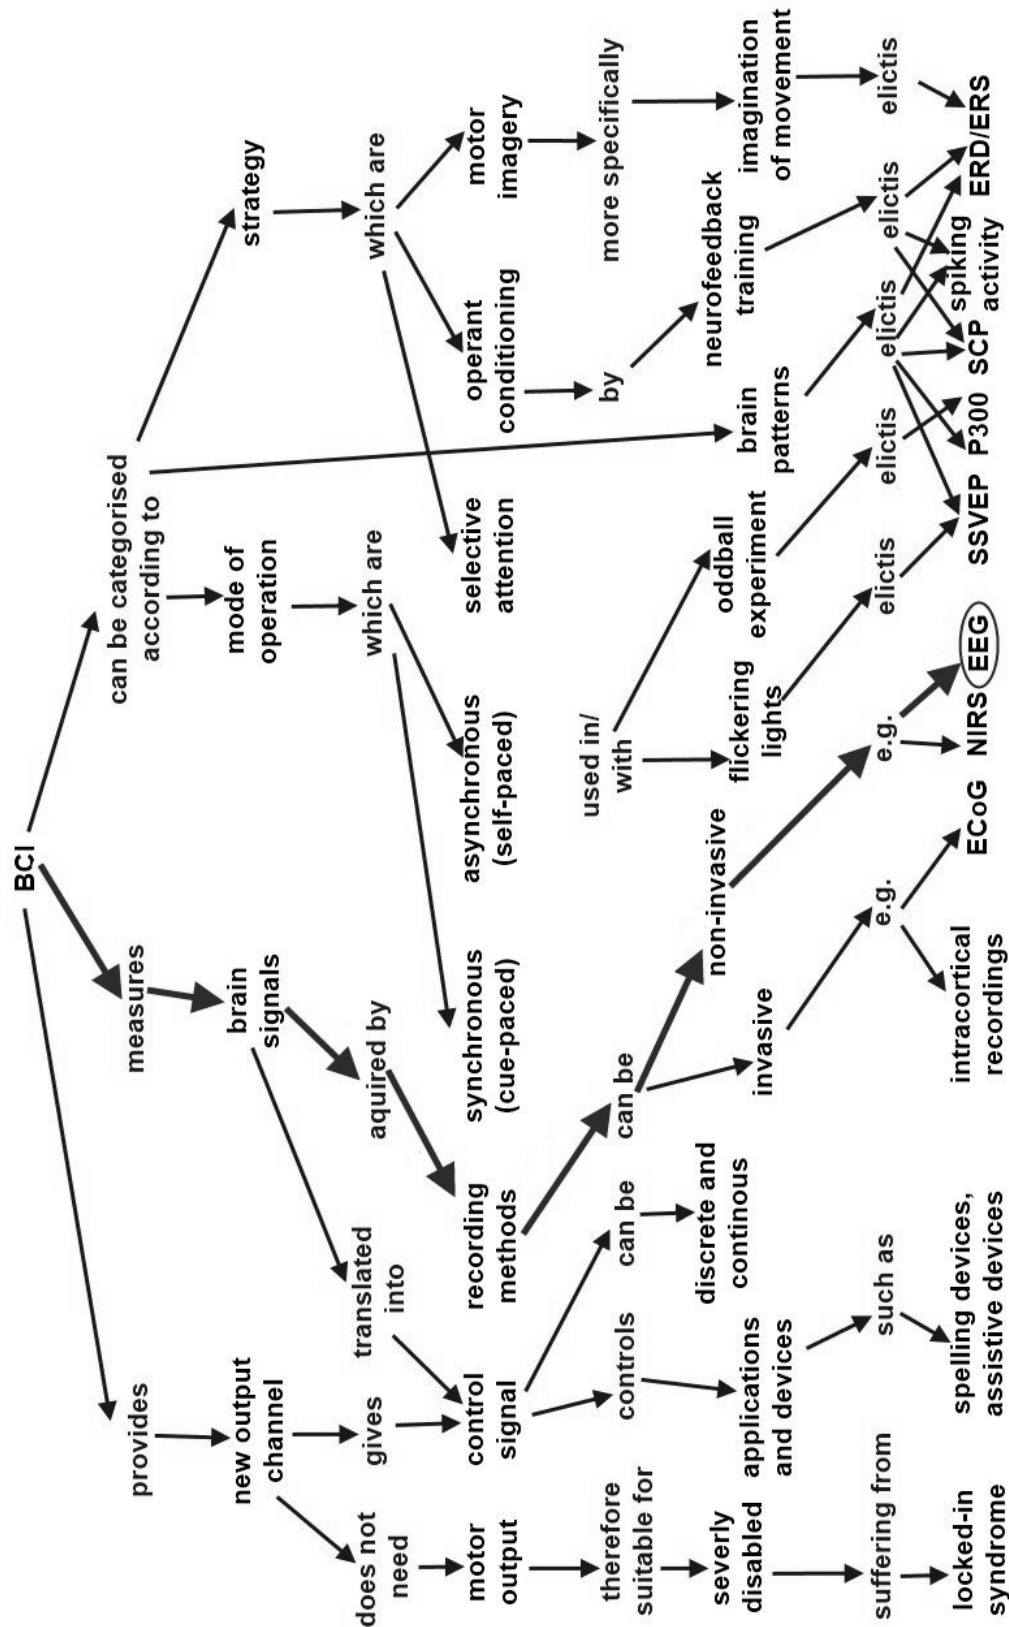 BCI
provides
measures
can be categorised
according to
new output
channel
brain
signals
mode of
operation
strategy
does not
need
gives
translated
into
aquired by
which are
which are
motor
output
control
signal
recording
methods
synchronous
(cue-paced)
asynchronous
(self-paced)
selective
attention
operant
conditioning
motor
imagery
therefore
suitable for
controls
can be
can be
used in/
with
by
more specifically
severly
disabled
applications
and devices
discrete and
continous
invasive
non-invasive
flickering
lights
oddball
experiment
brain
patterns
neurofeedback
training
imagination
of movement
suffering from
such as
e.g.
e.g.
elictis
elictis
elictis
elictis
elictis
locked-in
syndrome
spelling devices,
assistive devices
intracortical
recordings
ECoG
NIRS
EEG
SSVEP
P300
SCP
spiking
activity
ERD/ERS